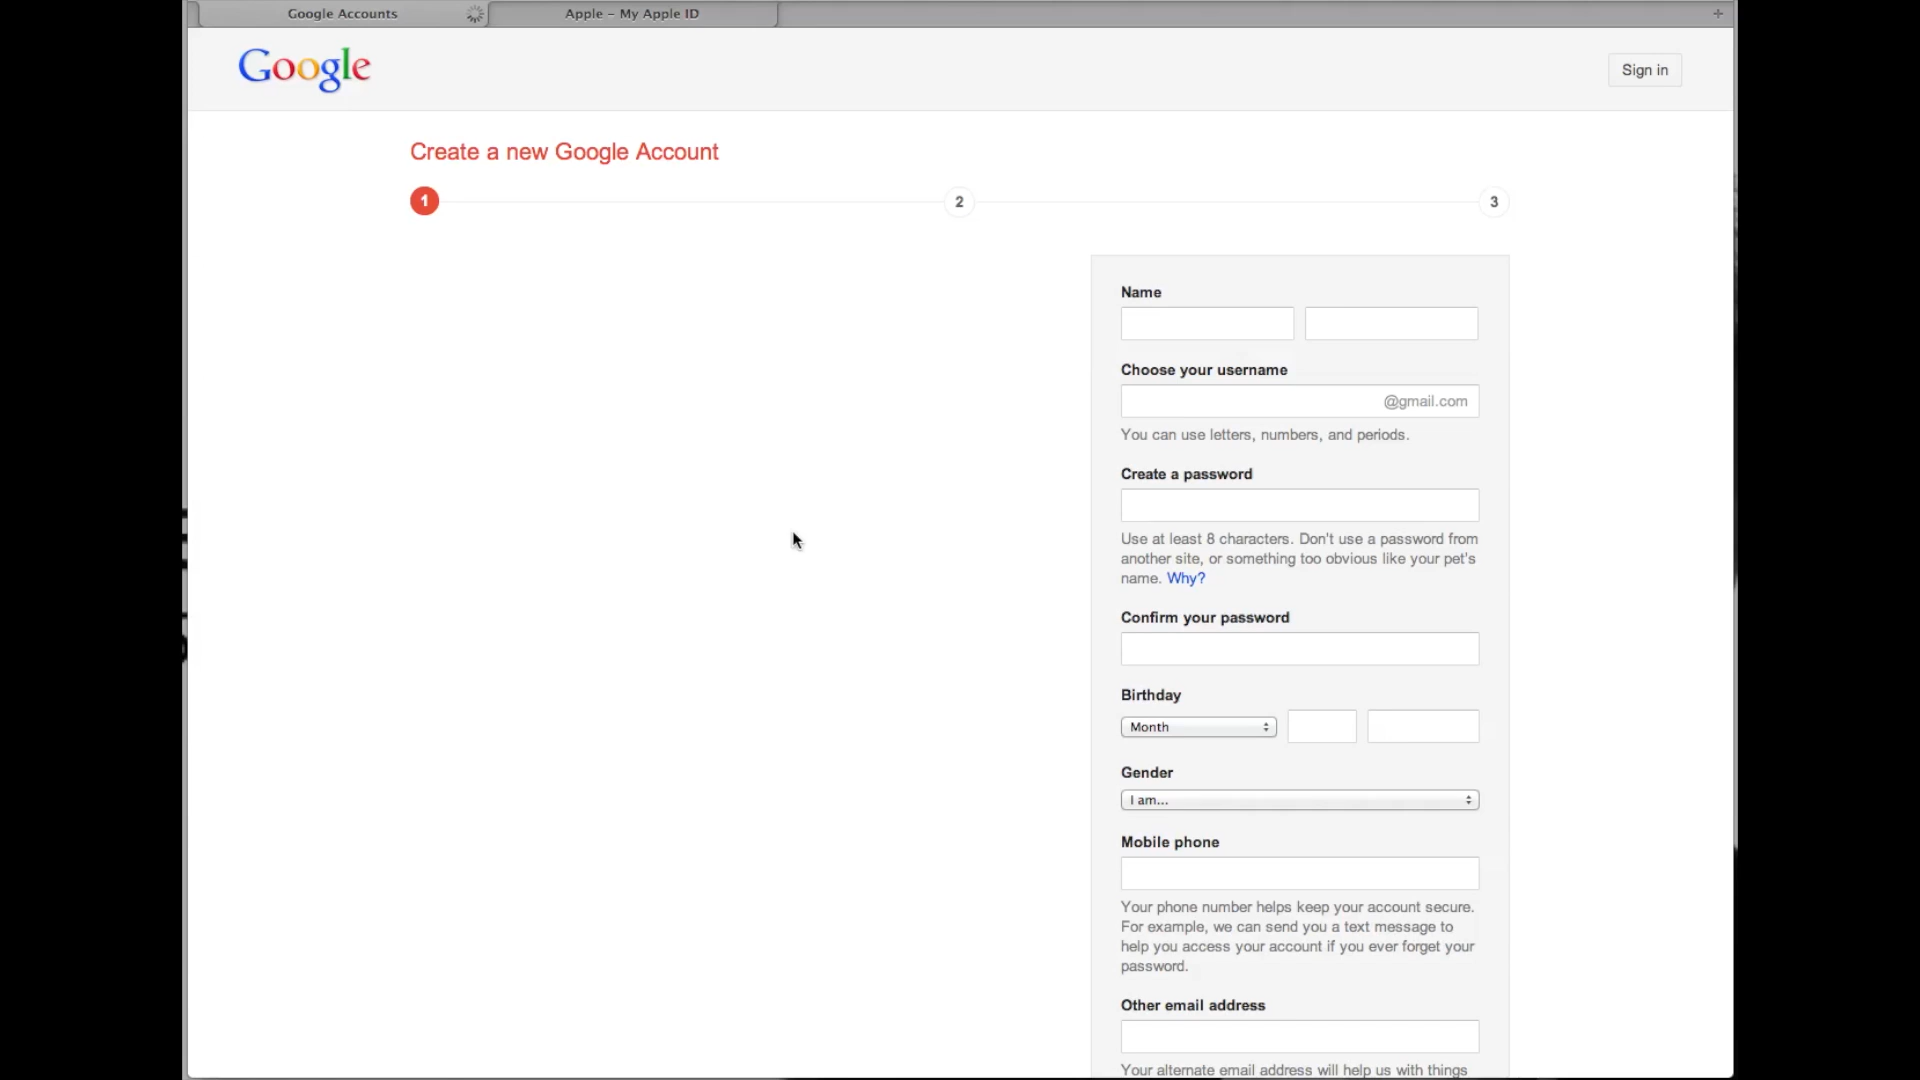 Google Accounts
Apple – My Apple ID
+
Google
Sign in
Create a new Google Account
1
2
3
Name
Choose your username
@gmail.com
You can use letters, numbers, and periods.
Create a password
Use at least 8 characters. Don't use a password from
another site, or something too obvious like your pet's
name. Why?
Confirm your password
Birthday
Month
Gender
I am...
Mobile phone
Your phone number helps keep your account secure.
For example, we can send you a text message to
help you access your account if you ever forget your
password.
Other email address
Your alternate email address will help us with things